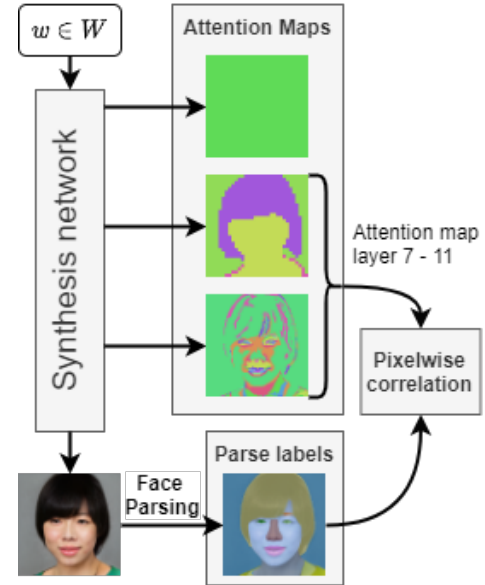 w ∈ W
Attention Maps
Synthesis network
Attention map
layer 7 - 11
Pixelwise
correlation
Parse labels
Face
Parsing